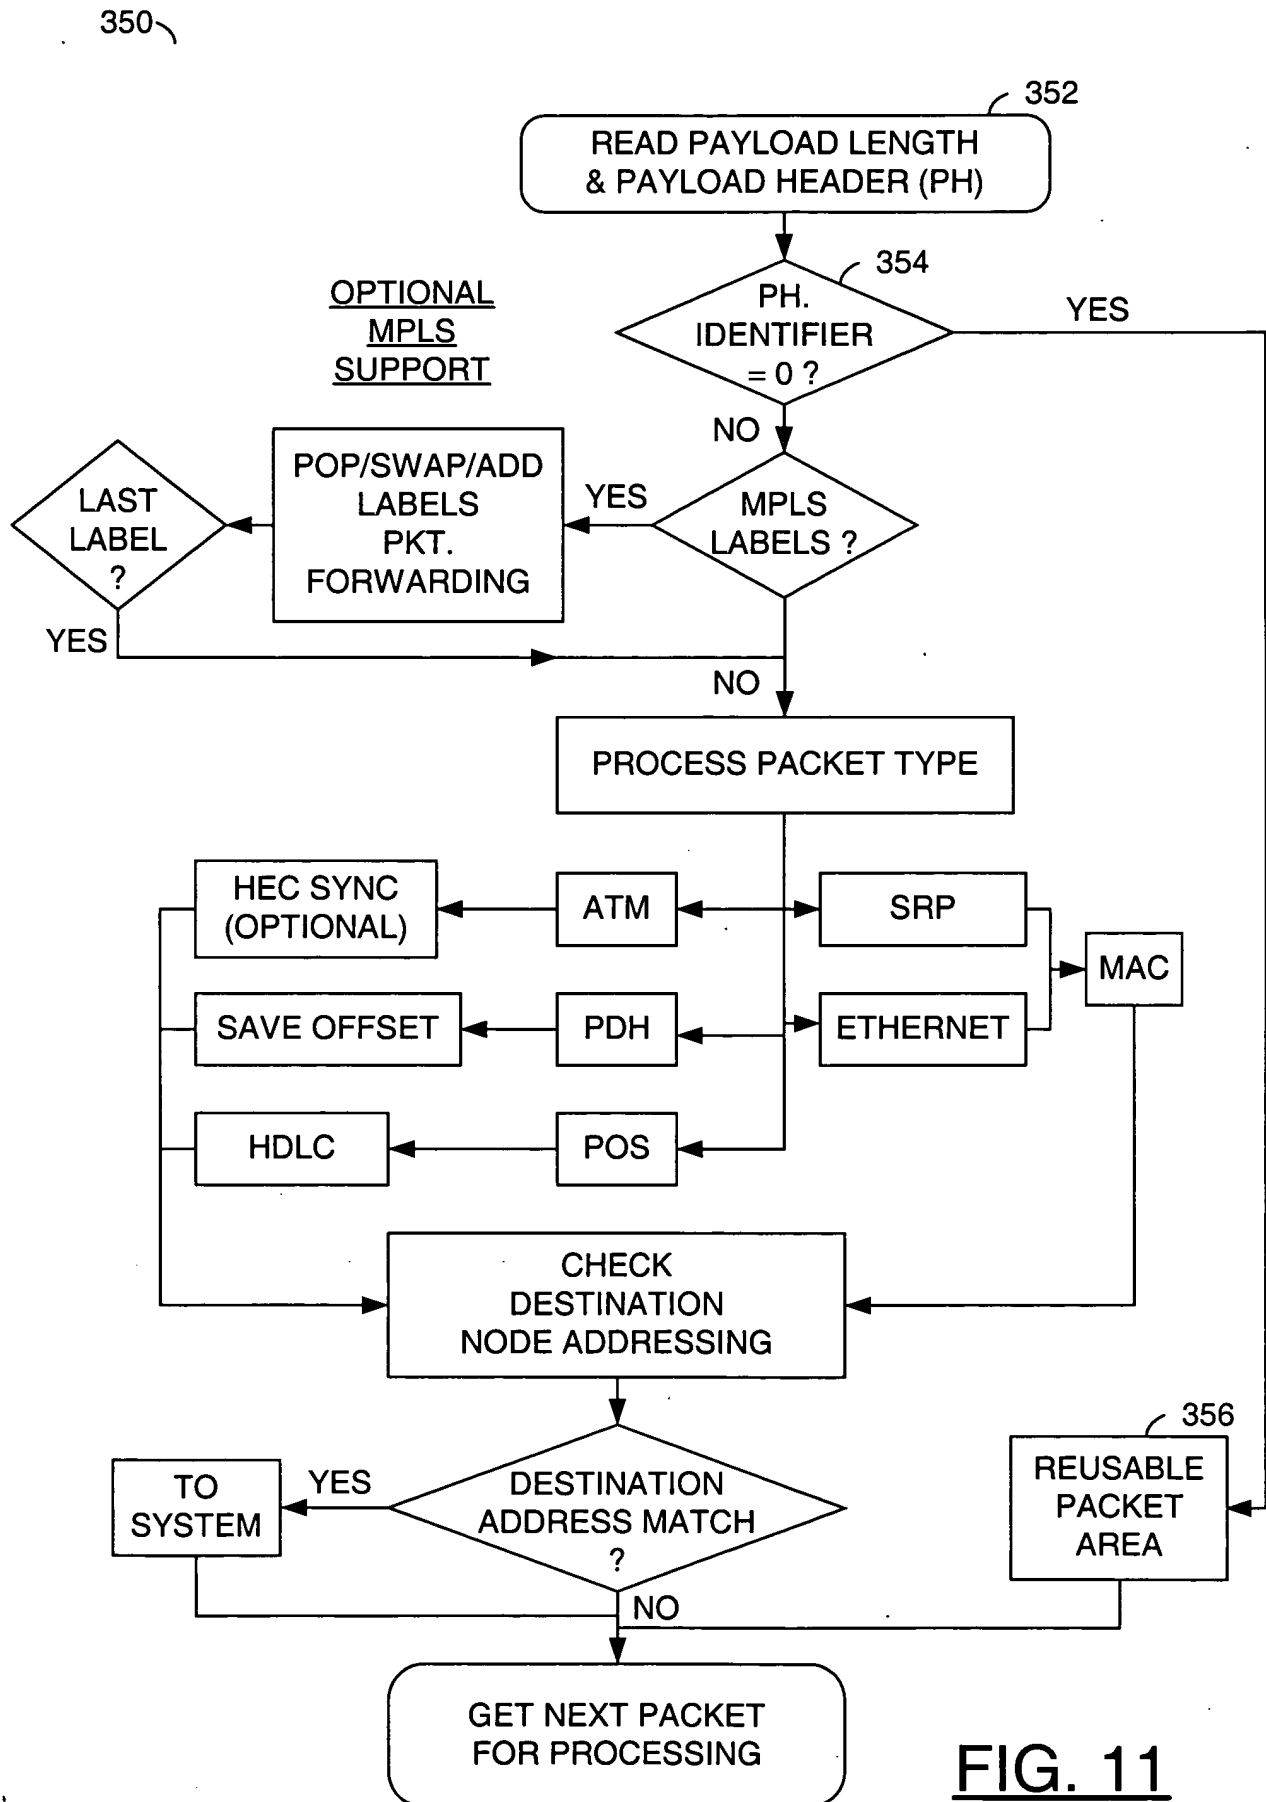 350
352
READ PAYLOAD LENGTH
& PAYLOAD HEADER (PH)
354
PH.
IDENTIFIER
= 0 ?
YES
OPTIONAL
MPLS
SUPPORT
NO
LAST
LABEL
?
POP/SWAP/ADD
LABELS
PKT.
FORWARDING
YES
MPLS
LABELS ?
YES
NO
PROCESS PACKET TYPE
HEC SYNC
(OPTIONAL)
ATM
SRP
MAC
SAVE OFFSET
PDH
ETHERNET
HDLC
POS
CHECK
DESTINATION
NODE ADDRESSING
356
TO
SYSTEM
YES
DESTINATION
ADDRESS MATCH
?
REUSABLE
PACKET
AREA
NO
GET NEXT PACKET
FOR PROCESSING
FIG. 11